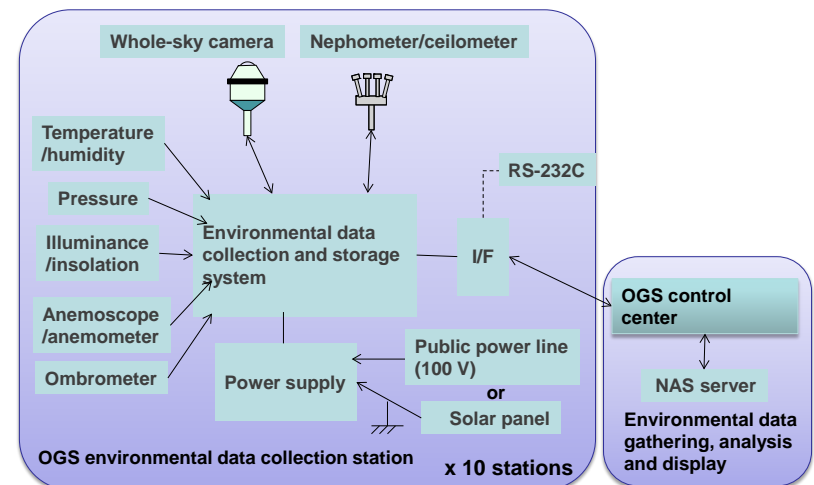 Whole-sky camera
Nephometer/ceilometer
Temperature
/humidity
Pressure
Illuminance
/insolation
Anemoscope
/anemometer
Ombrometer
Environmental data
collection and storage
system
RS-232C
I/F
Power supply
Public power line
(100 V)
or
Solar panel
OGS environmental data collection station
x 10 stations
OGS control
center
NAS server
Environmental data
gathering, analysis
and display